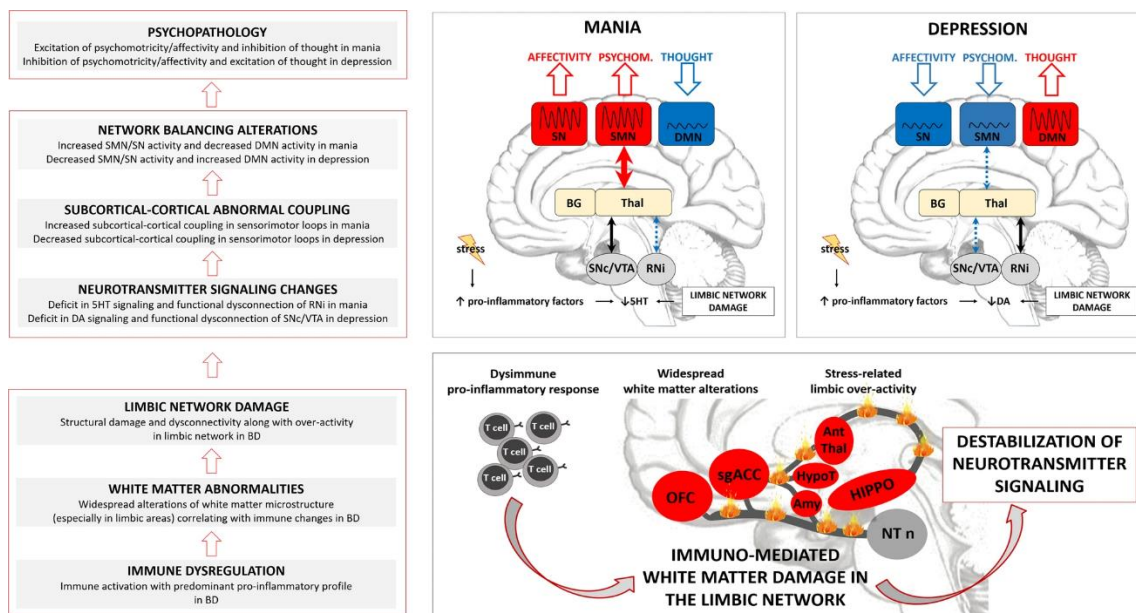 PSYCHOPATHOLOGY
Excitation of psychomotricity/affectivity and inhibition of thought in mania
Inhibition of psychomotricity/affectivity and excitation of thought in depression
NETWORK BALANCING ALTERATIONS
Increased SMN/SN activity and decreased DMN activity in mania
Decreased SMN/SN activity and increased DMN activity in depression
SUBCORTICAL-CORTICAL ABNORMAL COUPLING
Increased subcortical-cortical coupling in sensorimotor loops in mania
Decreased subcortical-cortical coupling in sensorimotor loops in depression
NEUROTRANSMITTER SIGNALING CHANGES
Deficit in 5HT signaling and functional dysconnection of RNi in mania
Deficit in DA signaling and functional dysconnection of SNc/VTA in depression
LIMBIC NETWORK DAMAGE
Structural damage and dysconnectivity along with over-activity
in limbic network in BD
WHITE MATTER ABNORMALITIES
Widespread alterations of white matter microstructure
(especially in limbic areas) correlating with immune changes in BD
IMMUNE DYSREGULATION
Immune activation with predominant pro-inflammatory profile
in BD
MANIA
AFFECTIVITY PSYCHOM. THOUGHT
SN SMN DMN
BG Thal
stress
SNc/VTA RNi
↑ pro-inflammatory factors → ↓5HT ← LIMBIC NETWORK
DAMAGE
DEPRESSION
AFFECTIVITY PSYCHOM. THOUGHT
SN SMN DMN
BG Thal
stress
SNc/VTA RNi
↑ pro-inflammatory factors → ↓DA ← LIMBIC NETWORK
DAMAGE
Dysimmune
pro-inflammatory response
Widespread
white matter alterations
Stress-related
limbic over-activity
T cell
T cell
T cell
T cell
T cell
OFC
sgACC
Ant
Thal
HypoT
Amy
HIPPO
NT n
IMMUNO-MEDIATED
WHITE MATTER DAMAGE IN
THE LIMBIC NETWORK
DESTABILIZATION OF
NEUROTRANSMITTER
SIGNALING